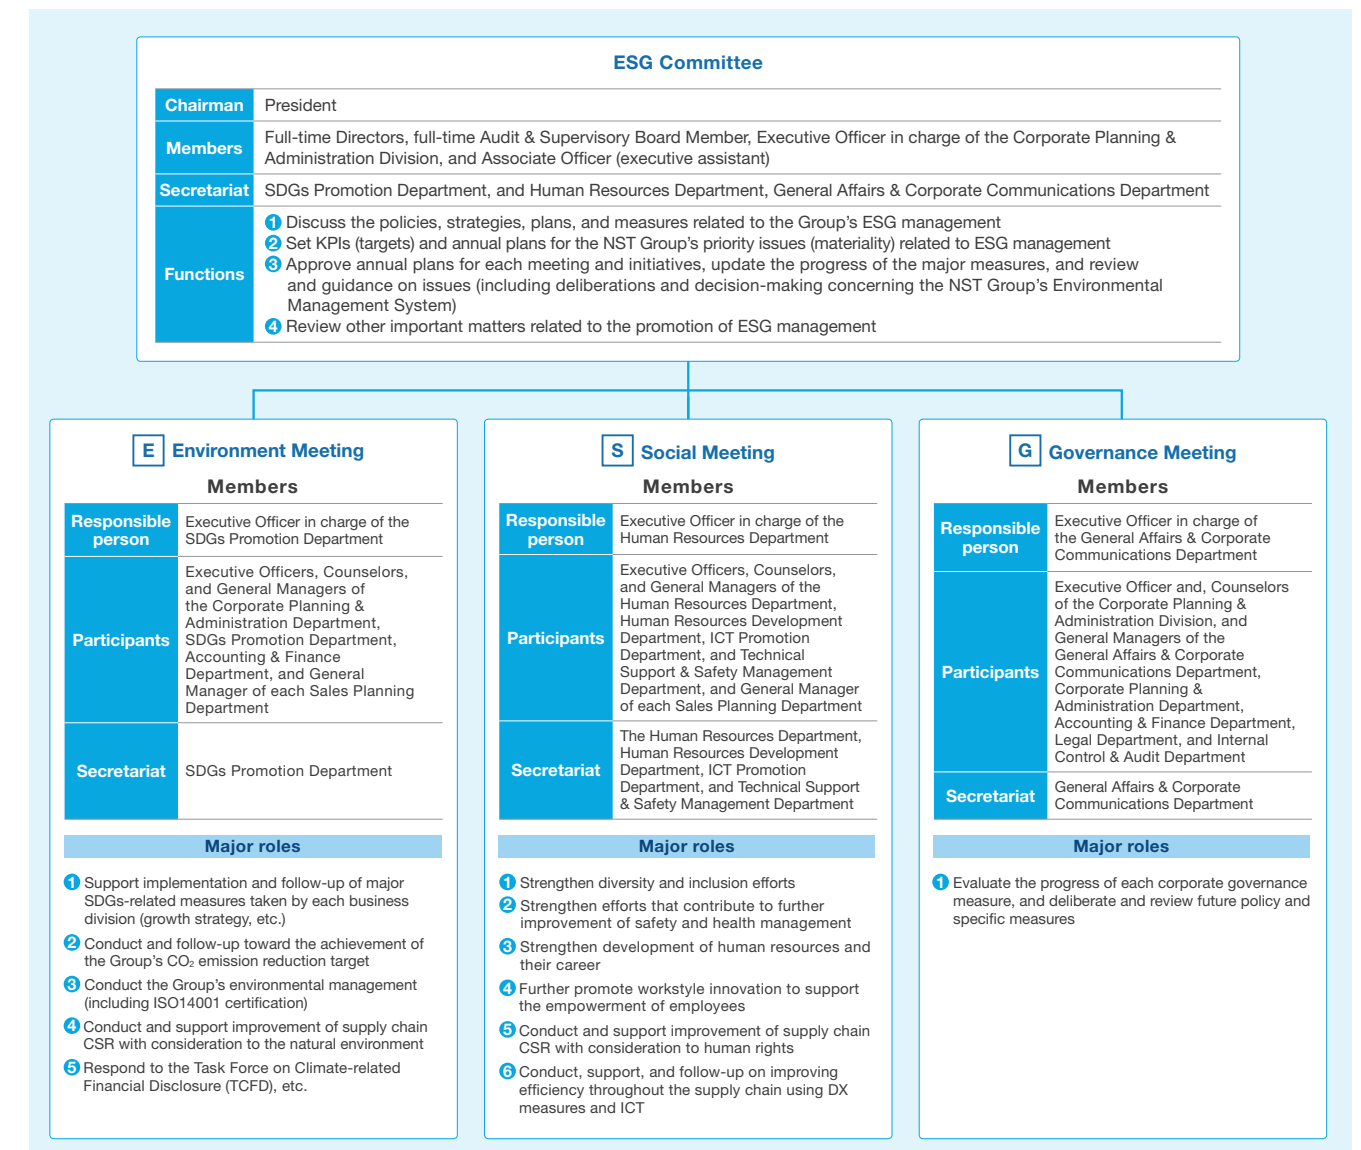 ESG Committee
Chairman
President
Members
Full-time Directors, full-time Audit & Supervisory Board Member, Executive Officer in charge of the Corporate Planning &
Administration Division, and Associate Officer (executive assistant)
Secretariat
SDGs Promotion Department, and Human Resources Department, General Affairs & Corporate Communications Department
Functions
1 Discuss the policies, strategies, plans, and measures related to the Group’s ESG management
2 Set KPIs (targets) and annual plans for the NST Group’s priority issues (materiality) related to ESG management
3 Approve annual plans for each meeting and initiatives, update the progress of the major measures, and review
and guidance on issues (including deliberations and decision-making concerning the NST Group’s Environmental
Management System)
4 Review other important matters related to the promotion of ESG management
E Environment Meeting
Members
Responsible
person
Executive Officer in charge of the
SDGs Promotion Department
Participants
Executive Officers, Counselors,
and General Managers of
the Corporate Planning &
Administration Department,
SDGs Promotion Department,
Accounting & Finance
Department, and General
Manager of each Sales Planning
Department
Secretariat
SDGs Promotion Department
Major roles
1 Support implementation and follow-up of major
SDGs-related measures taken by each business
division (growth strategy, etc.)
2 Conduct and follow-up toward the achievement of
the Group’s CO₂ emission reduction target
3 Conduct the Group’s environmental management
(including ISO14001 certification)
4 Conduct and support improvement of supply chain
CSR with consideration to the natural environment
5 Respond to the Task Force on Climate-related
Financial Disclosure (TCFD), etc.
S Social Meeting
Members
Responsible
person
Executive Officer in charge of the
Human Resources Department
Participants
Executive Officers, Counselors,
and General Managers of the
Human Resources Department,
Human Resources Development
Department, ICT Promotion
Department, and Technical
Support & Safety Management
Department, and General Manager
of each Sales Planning Department
Secretariat
The Human Resources Department,
Human Resources Development
Department, ICT Promotion
Department, and Technical Support
& Safety Management Department
Major roles
1 Strengthen diversity and inclusion efforts
2 Strengthen efforts that contribute to further
improvement of safety and health management
3 Strengthen development of human resources and
their career
4 Further promote workstyle innovation to support
the empowerment of employees
5 Conduct and support improvement of supply chain
CSR with consideration to human rights
6 Conduct, support, and follow-up on improving
efficiency throughout the supply chain using DX
measures and ICT
G Governance Meeting
Members
Responsible
person
Executive Officer in charge of
the General Affairs & Corporate
Communications Department
Participants
Executive Officer and, Counselors
of the Corporate Planning &
Administration Division, and
General Managers of the
General Affairs & Corporate
Communications Department,
Corporate Planning &
Administration Department,
Accounting & Finance Department,
Legal Department, and Internal
Control & Audit Department
Secretariat
General Affairs & Corporate
Communications Department
Major roles
1 Evaluate the progress of each corporate governance
measure, and deliberate and review future policy and
specific measures